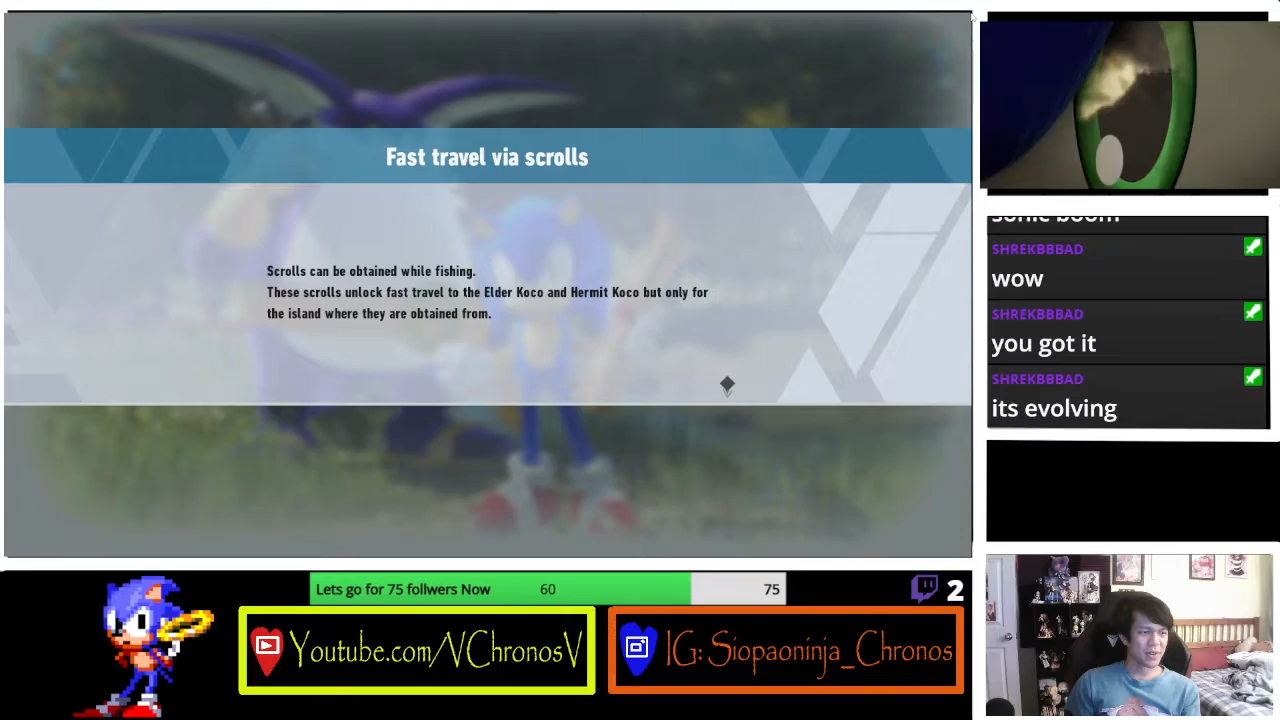 Fast travel via scrolls
Scrolls can be obtained while fishing.
These scrolls unlock fast travel to the Elder Koco and Hermit Koco but only for
the island where they are obtained from.
sonic boom
SHREKBBBAD
wow
SHREKBBBAD
you got it
SHREKBBBAD
its evolving
Lets go for 75 follwers Now 60 75
2
Youtube.com/VChronosV
IG: Siopaoninja_Chronos